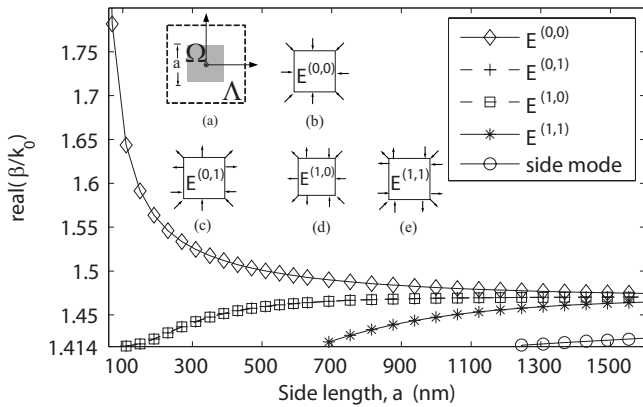 real(β/k₀)
1.75
1.7
1.65
1.6
1.55
1.5
1.45
1.414
100 300 500 700 900 1100 1300 1500
Side length, a (nm)
a Ω Λ
(a)
E(0,0)
(b)
E(0,1)
(c)
E(1,0)
(d)
E(1,1)
(e)
E(0,0)
E(0,1)
E(1,0)
E(1,1)
side mode